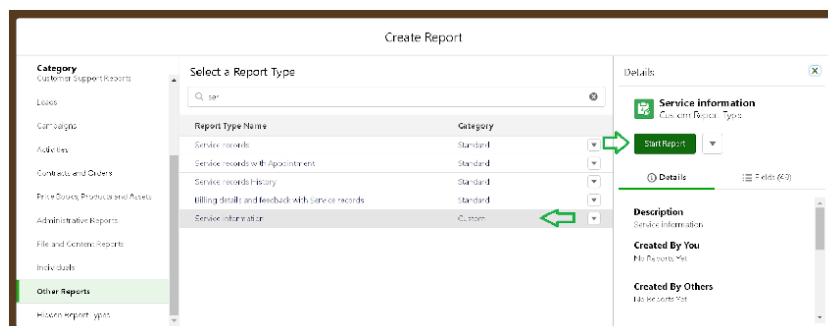 Create Report
Category
Customer Support Reports
Leads
Campaigns
Activities
Contracts and Orders
Price Books, Products and Assets
Administrative Reports
File and Content Reports
Individuals
Other Reports
Hidden Report Types
Select a Report Type
ser
Report Type Name Category
Service records Standard
Service records with Appointment Standard
Service records History Standard
Billing details and feedback with Service records Standard
Service information Custom
Details
Service information
Custom Report Type
Start Report
Details Fields (49)
Description
Service information
Created By You
No Reports Yet
Created By Others
No Reports Yet